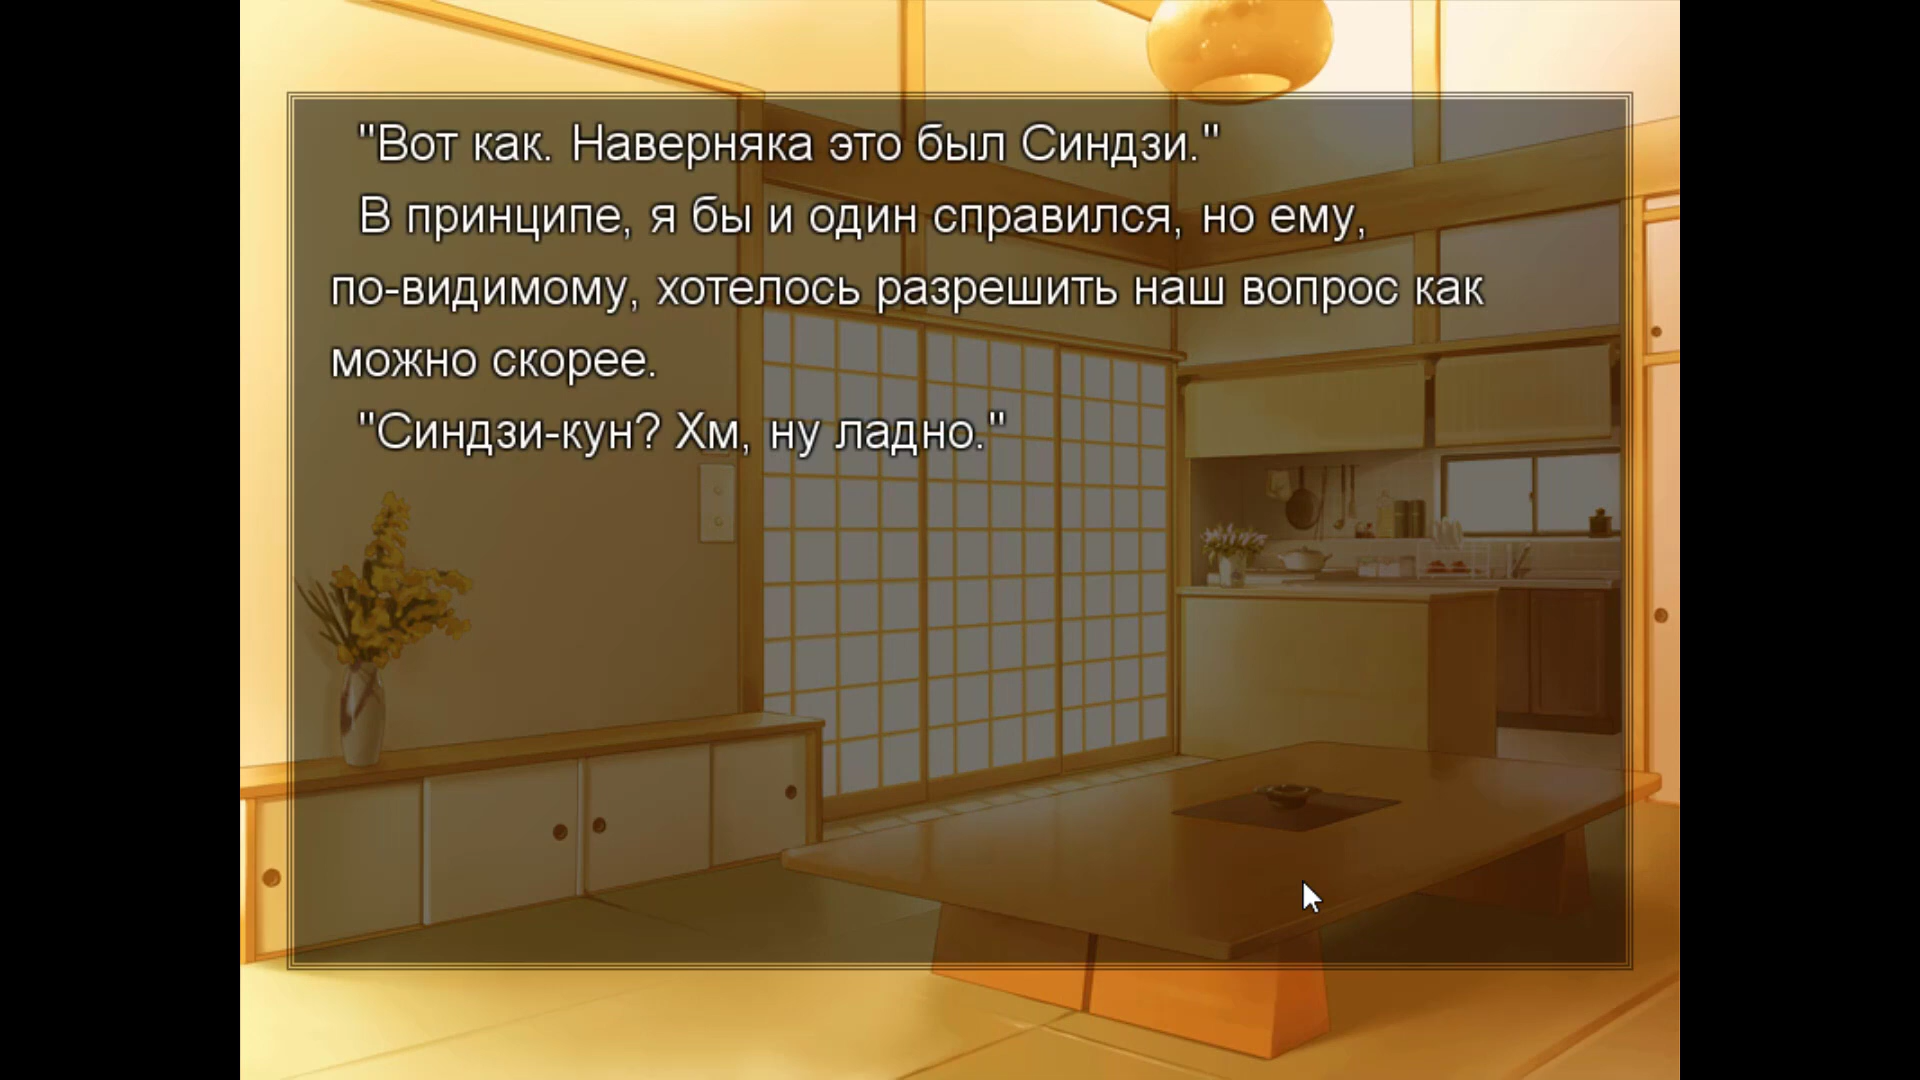 "Вот как. Наверняка это был Синдзи."
В принципе, я бы и один справился, но ему,
по-видимому, хотелось разрешить наш вопрос как
можно скорее.
"Синдзи-кун? Хм, ну ладно."